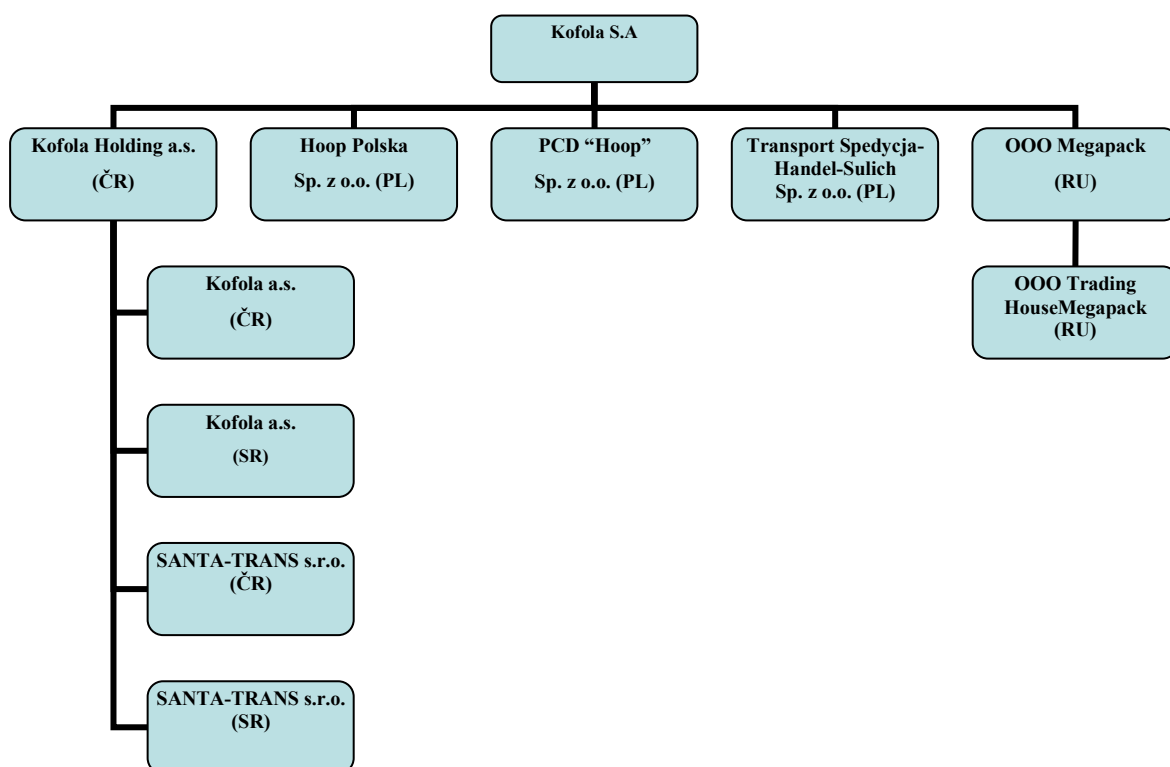 Kofola S.A
Kofola Holding a.s.
(ČR)
Hoop Polska
Sp. z o.o. (PL)
PCD “Hoop”
Sp. z o.o. (PL)
Transport Spedycja-
Handel-Sulich
Sp. z o.o. (PL)
OOO Megapack
(RU)
Kofola a.s.
(ČR)
OOO Trading
HouseMegapack
(RU)
Kofola a.s.
(SR)
SANTA-TRANS s.r.o.
(ČR)
SANTA-TRANS s.r.o.
(SR)